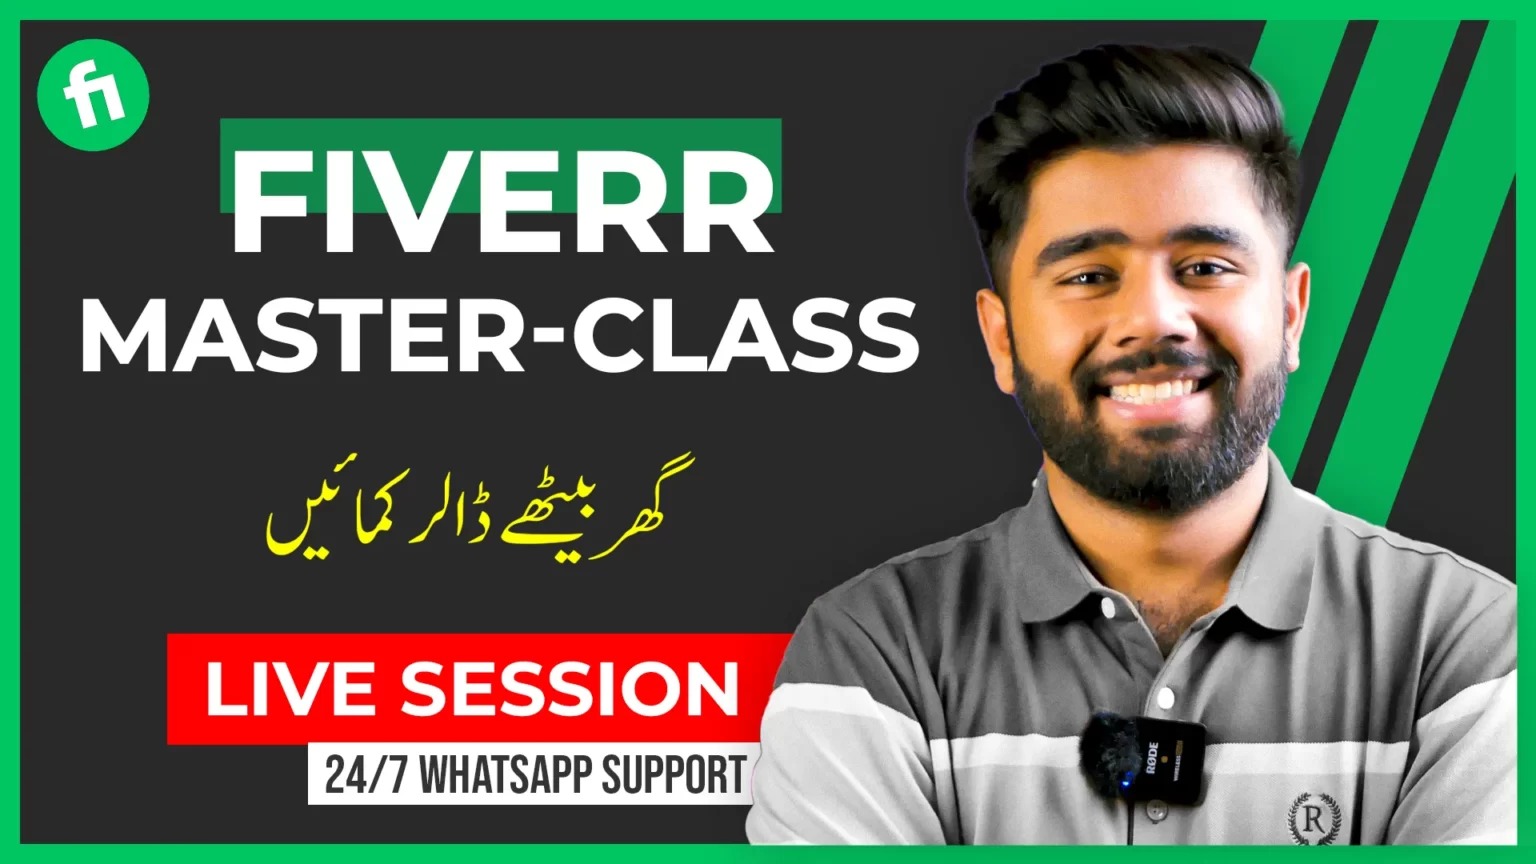 fi
FIVERR
MASTER-CLASS
گھر بیٹھے ڈالر کمائیں
LIVE SESSION
24/7 WHATSAPP SUPPORT
RØDE
R